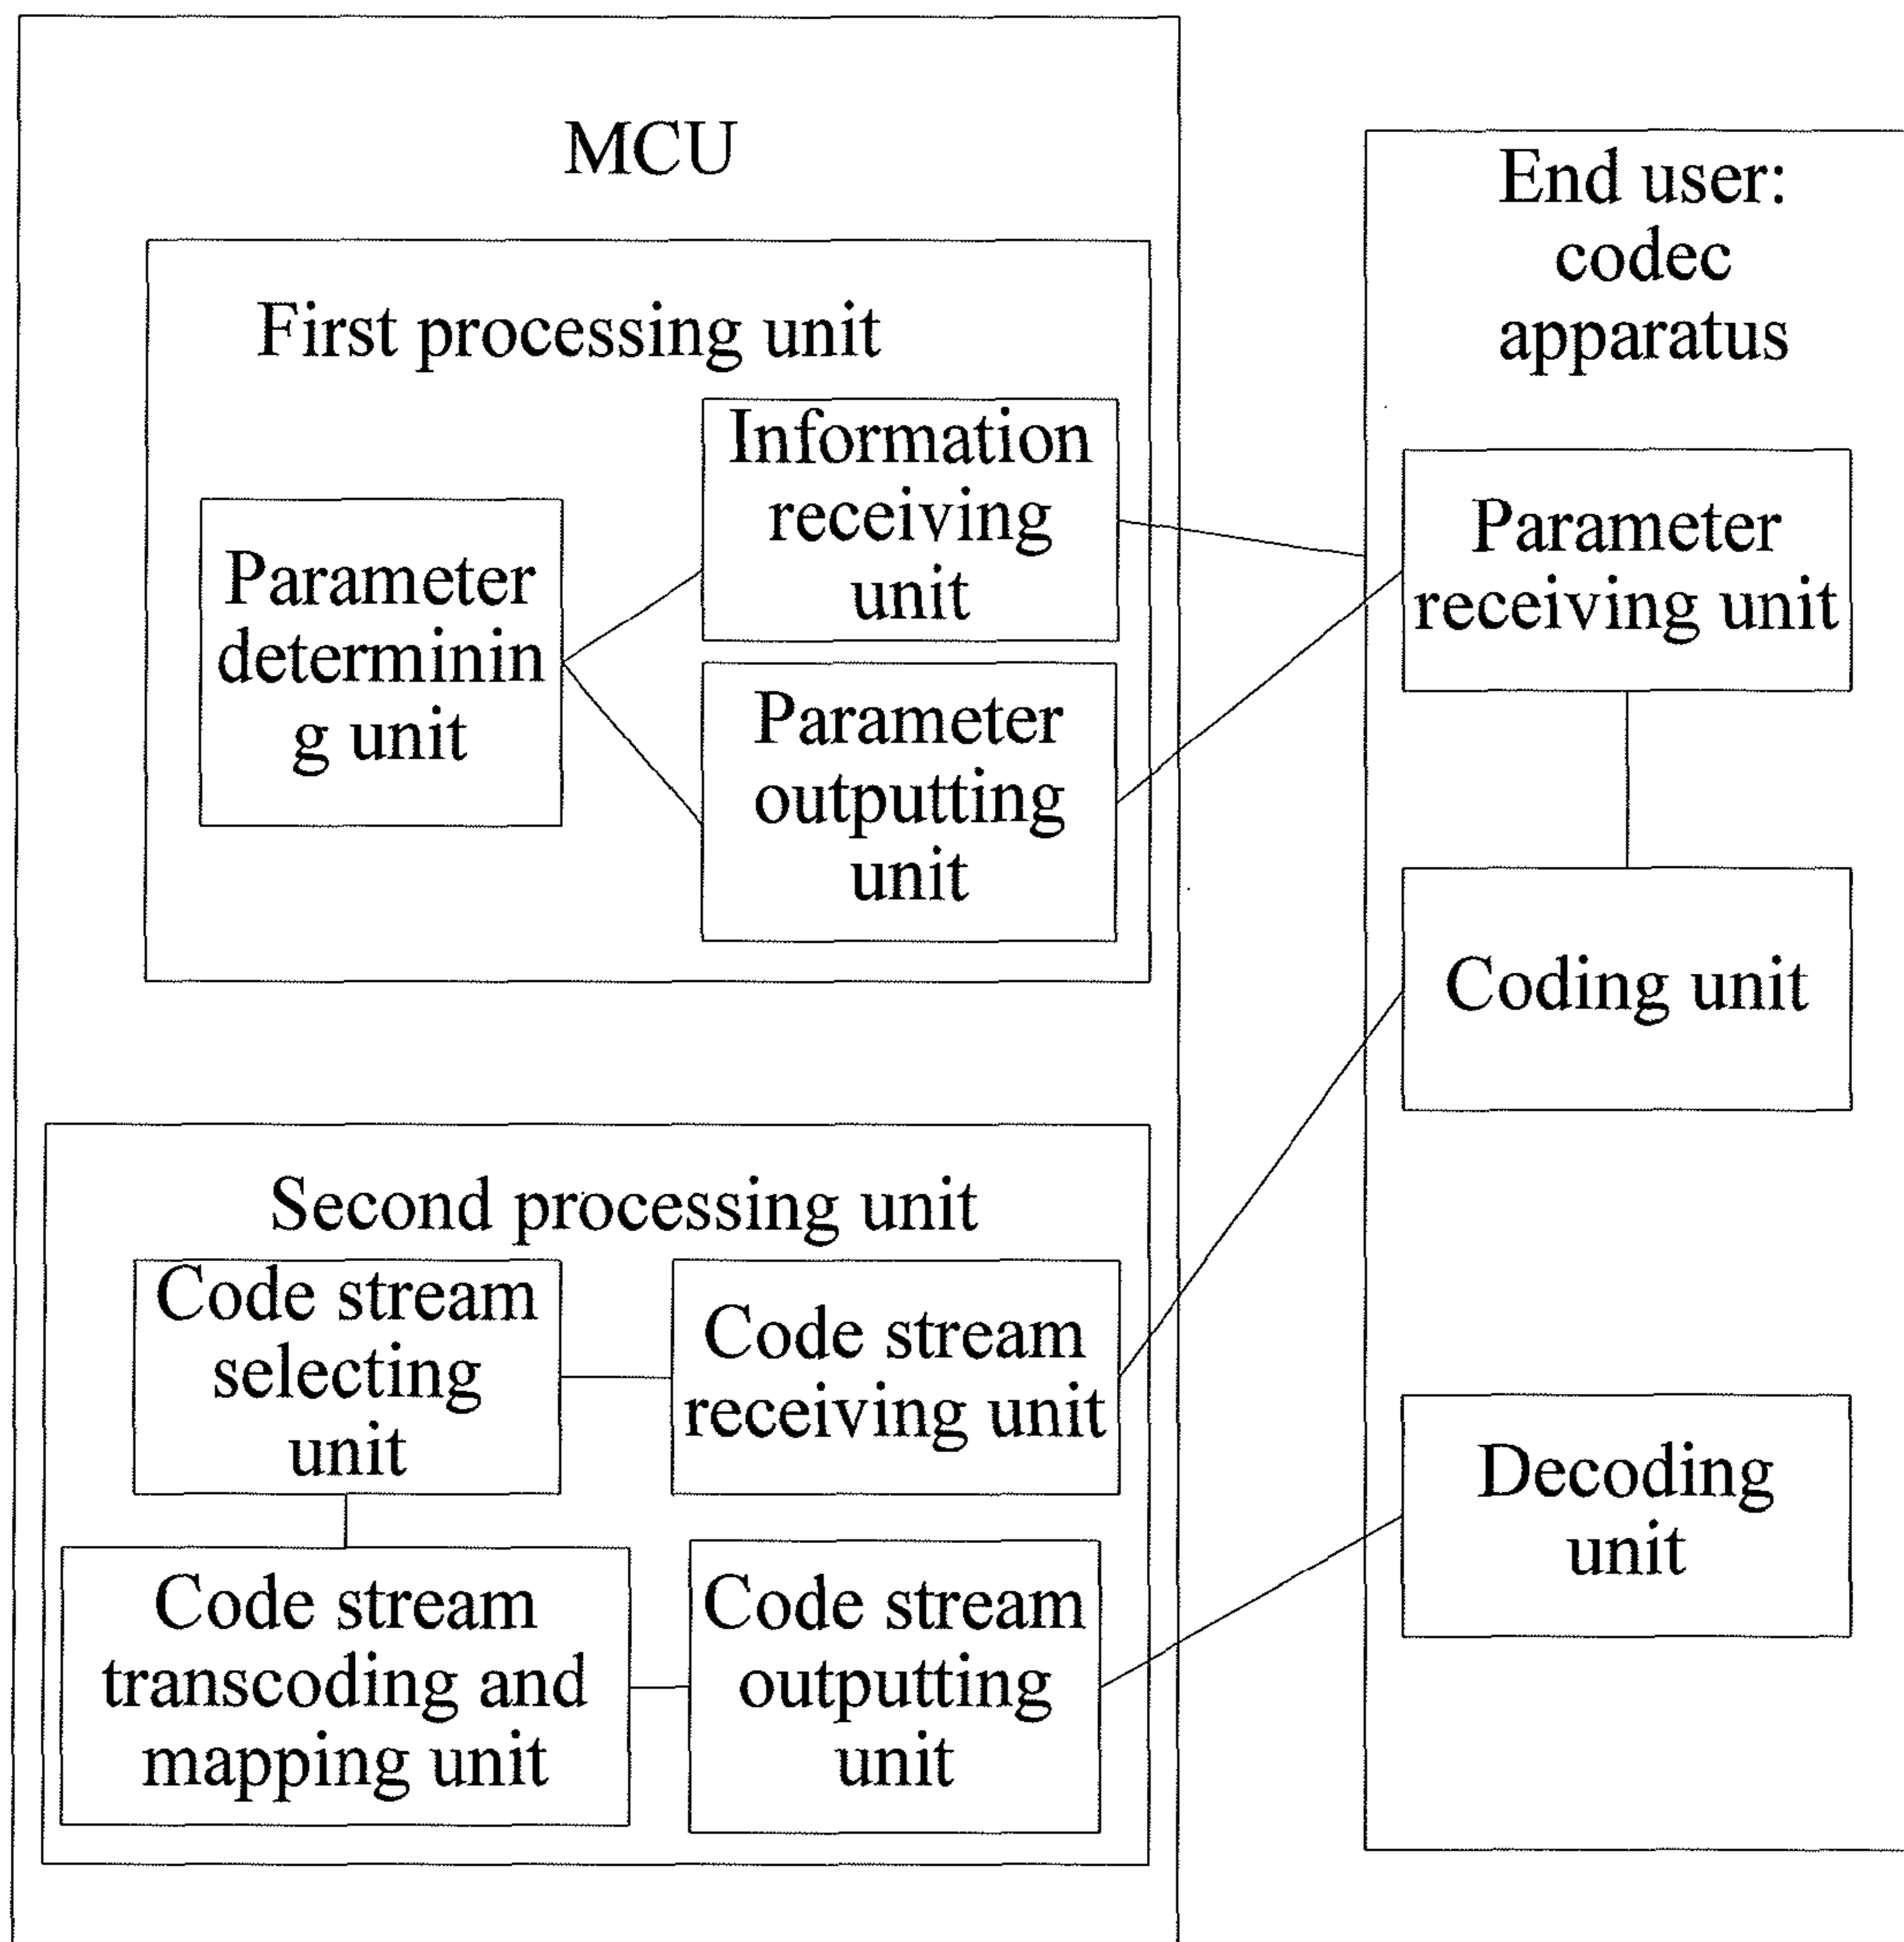 MCU
First processing unit
Information
receiving
unit
Parameter
determinin
g unit
Parameter
outputting
unit
Second processing unit
Code stream
selecting
unit
Code stream
receiving unit
Code stream
transcoding and
mapping unit
Code stream
outputting
unit
End user:
codec
apparatus
Parameter
receiving unit
Coding unit
Decoding
unit